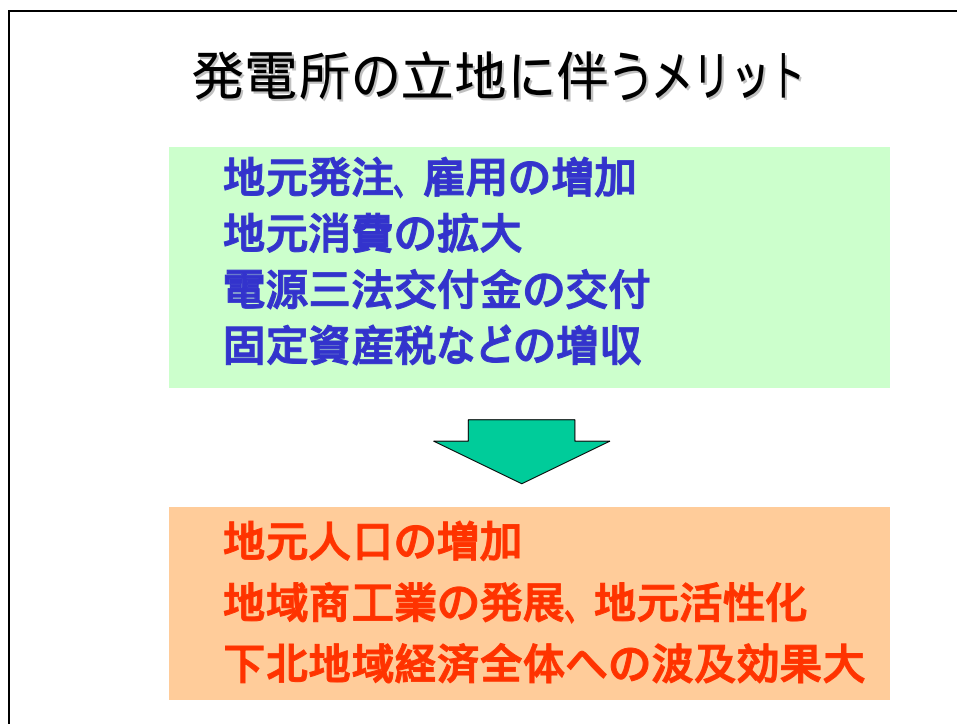 発電所の立地に伴うメリット
地元発注、雇用の増加
地元消費の拡大
電源三法交付金の交付
固定資産税などの増収
地元人口の増加
地域商工業の発展、地元活性化
下北地域経済全体への波及効果大